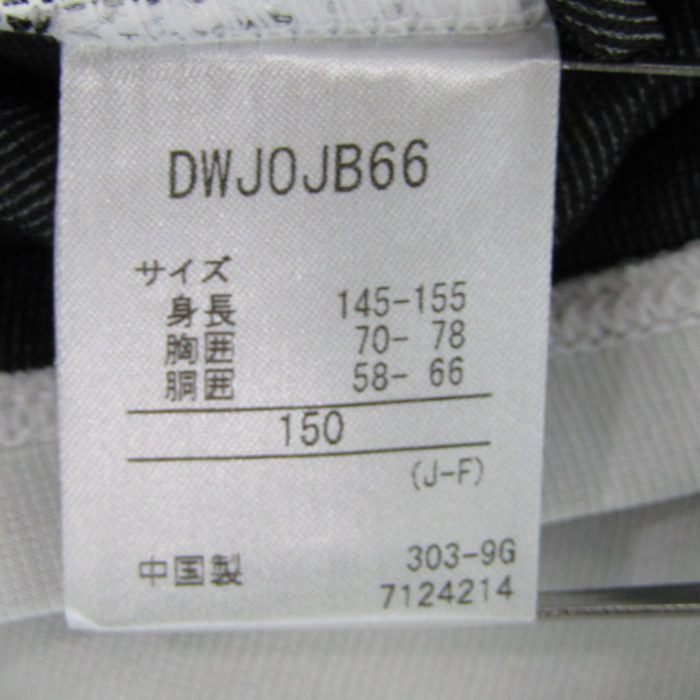 DWJOJB66
サイズ
身長 145-155
胸囲 70- 78
胴囲 58- 66
150
(J-F)
中国製 303-9G
7124214